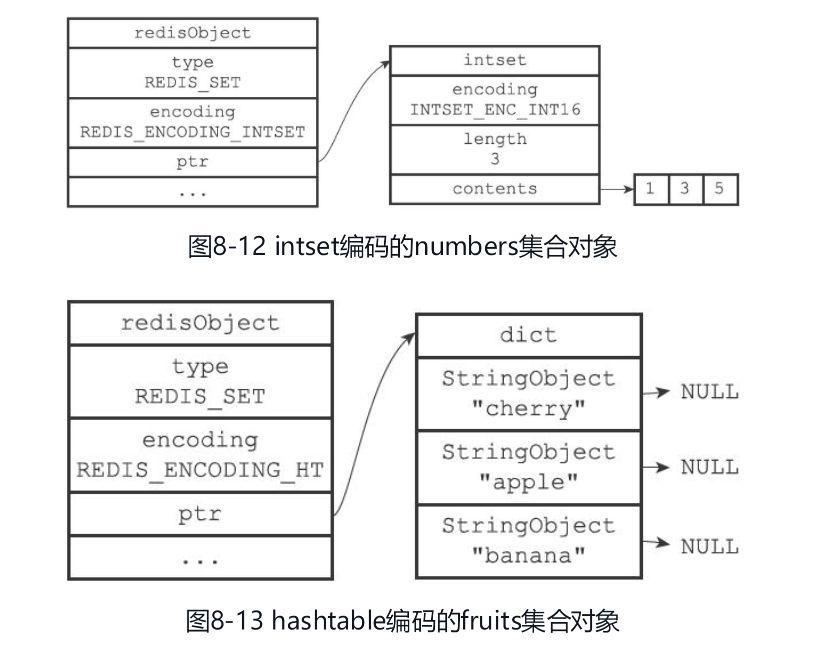 redisObject
type
REDIS_SET
encoding
REDIS_ENCODING_INTSET
ptr
...
intset
encoding
INTSET_ENC_INT16
length
3
contents
1 3 5
图8-12 intset编码的numbers集合对象
redisObject
type
REDIS_SET
encoding
REDIS_ENCODING_HT
ptr
...
dict
StringObject
"cherry"
NULL
StringObject
"apple"
NULL
StringObject
"banana"
NULL
图8-13 hashtable编码的fruits集合对象